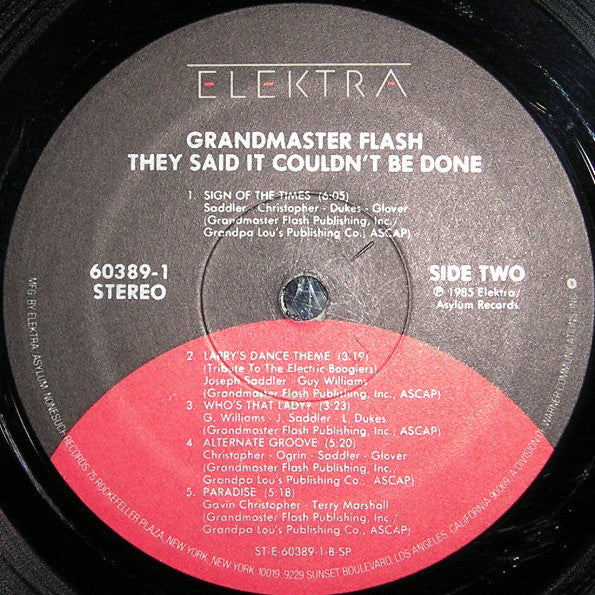 ELEKTRA
GRANDMASTER FLASH
THEY SAID IT COULDN'T BE DONE
1. SIGN OF THE TIMES (6:05)
Saddler - Christopher - Dukes - Glover
(Grandmaster Flash Publishing, Inc./
Grandpa Lou's Publishing Co., ASCAP)
60389-1
STEREO
SIDE TWO
℗ 1985 Elektra/
Asylum Records
2. LARRY'S DANCE THEME (3:19)
(Tribute To The Electric Boogiers)
Joseph Saddler - Guy Williams
(Grandmaster Flash Publishing, Inc., ASCAP)
3. WHO'S THAT LADY? (3:23)
G. Williams - J. Saddler - L. Dukes
(Grandmaster Flash Publishing, Inc., ASCAP)
4. ALTERNATE GROOVE (5:20)
Christopher - Ogrin - Saddler - Glover
(Grandmaster Flash Publishing, Inc./
Grandpa Lou's Publishing Co., ASCAP)
5. PARADISE (5:18)
Gavin Christopher - Terry Marshall
(Grandmaster Flash Publishing, Inc./
Grandpa Lou's Publishing Co., ASCAP)
ST-E-60389-1-B-SP
MFG. BY ELEKTRA/ASYLUM/NONESUCH RECORDS 75 ROCKEFELLER PLAZA, NEW YORK, NEW YORK 10019 9229 SUNSET BOULEVARD, LOS ANGELES, CALIFORNIA 90069. A DIVISION WARNER COMMUNICATIONS INC.